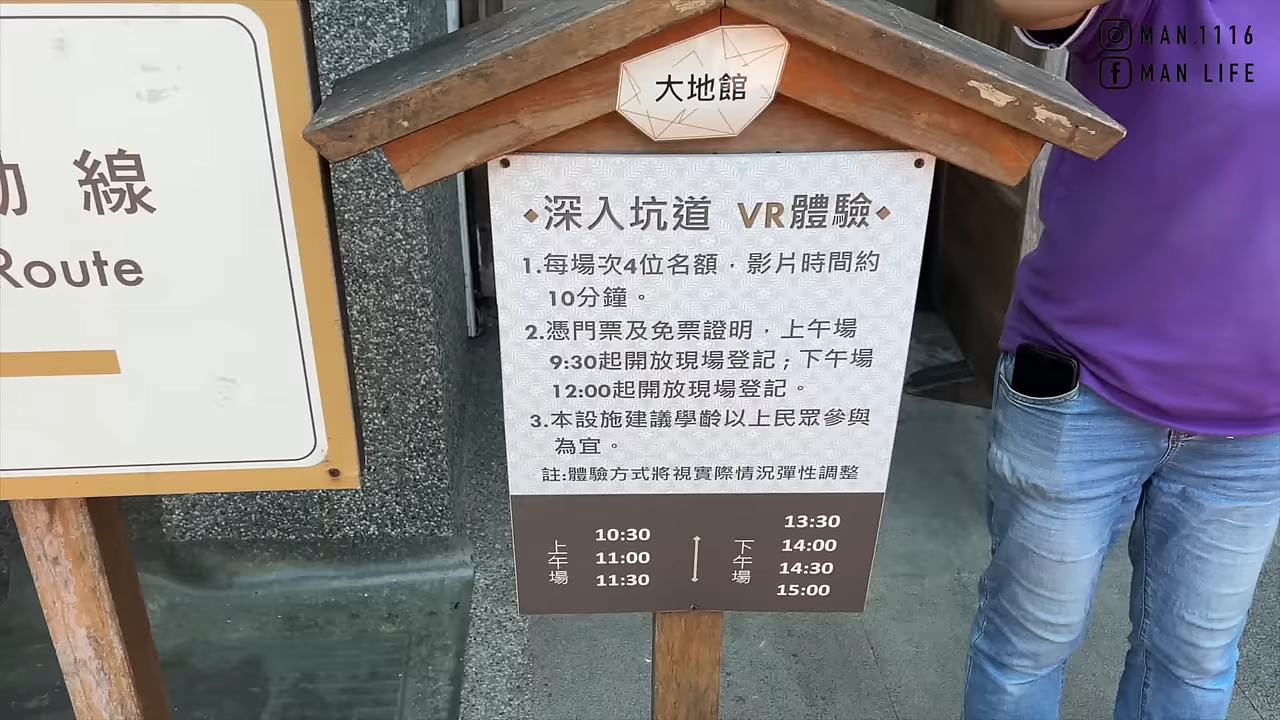 MAN.1116
MAN LIFE
線
Route
大地館
深入坑道 VR體驗
1.每場次4位名額，影片時間約
10分鐘。
2.憑門票及免票證明，上午場
9:30起開放現場登記；下午場
12:00起開放現場登記。
3.本設施建議學齡以上民眾參與
為宜。
註:體驗方式將視實際情況彈性調整
上午場
10:30
11:00
11:30
下午場
13:30
14:00
14:30
15:00